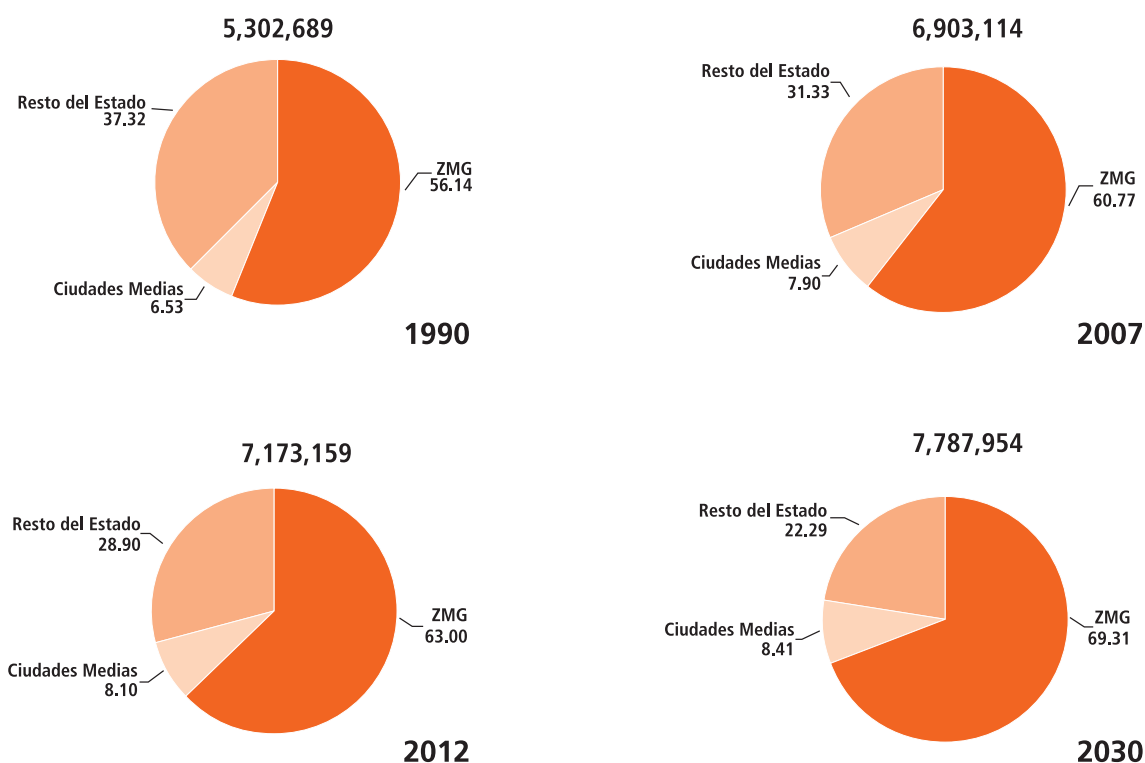 5,302,689
Resto del Estado
37.32
ZMG
56.14
Ciudades Medias
6.53
1990
6,903,114
Resto del Estado
31.33
ZMG
60.77
Ciudades Medias
7.90
2007
7,173,159
Resto del Estado
28.90
ZMG
63.00
Ciudades Medias
8.10
2012
7,787,954
Resto del Estado
22.29
ZMG
69.31
Ciudades Medias
8.41
2030